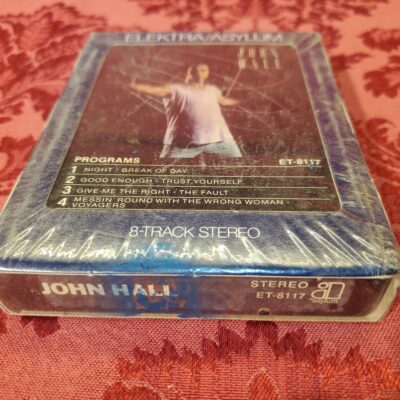 ELEKTRA/ASYLUM
JOHN
HALL
PROGRAMS ET-8117
1 NIGHT • BREAK OF DAY
2 GOOD ENOUGH • TRUST YOURSELF
3 GIVE ME THE RIGHT • THE FAULT
4 MESSIN' ROUND WITH THE WRONG WOMAN •
VOYAGERS
8-TRACK STEREO
JOHN HALL
STEREO
ET-8117
asylum